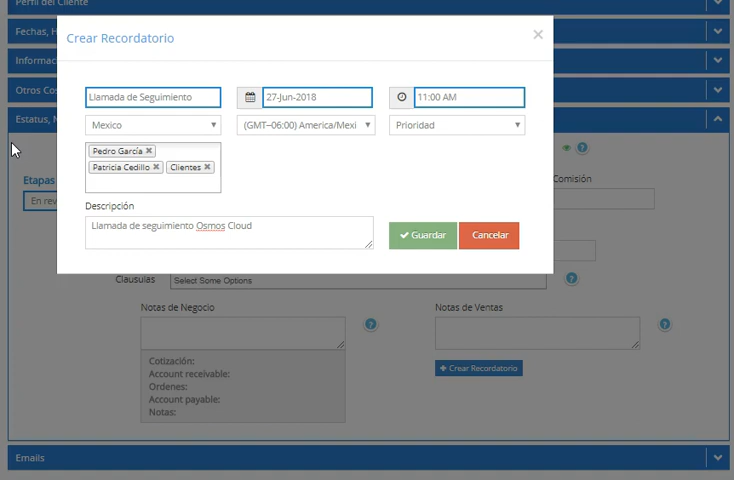 Perfil del Cliente
Fechas, H
Crear Recordatorio
×
Informac
Otros Cos
Llamada de Seguimiento
27-Jun-2018
11:00 AM
Estatus, N
Mexico
(GMT−06:00) America/Mexi
Prioridad
Pedro García ×
Patricia Cedillo × Clientes ×
Etapas
Comisión
En rev
Descripción
Llamada de seguimiento Osmos Cloud
Guardar
Cancelar
Clausulas
Select Some Options
?
Notas de Negocio
Notas de Ventas
?
?
Cotización:
Account receivable:
Ordenes:
Account payable:
Notas:
+ Crear Recordatorio
Emails